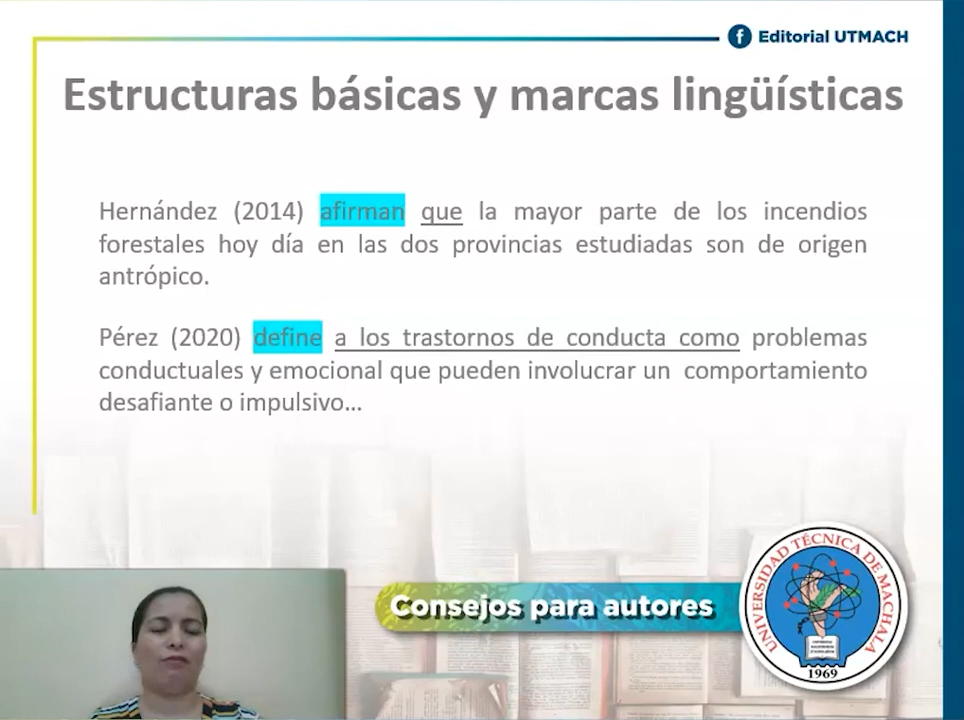 f Editorial UTMACH
Estructuras básicas y marcas lingüísticas
Hernández (2014) afirman que la mayor parte de los incendios
forestales hoy día en las dos provincias estudiadas son de origen
antrópico.
Pérez (2020) define a los trastornos de conducta como problemas
conductuales y emocional que pueden involucrar un comportamiento
desafiante o impulsivo...
Consejos para autores
UNIVERSIDAD TÉCNICA DE MACHALA
1969